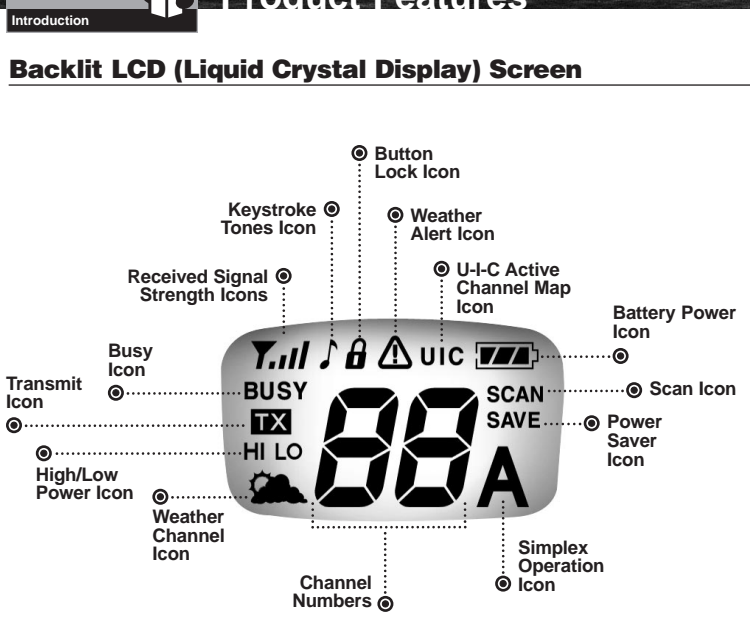 Product Features
Introduction
Backlit LCD (Liquid Crystal Display) Screen
Button
Lock Icon
Keystroke
Tones Icon
Weather
Alert Icon
Received Signal
Strength Icons
U-I-C Active
Channel Map
Icon
Battery Power
Icon
Busy
Icon
Transmit
Icon
Scan Icon
Power
Saver
Icon
High/Low
Power Icon
Weather
Channel
Icon
Simplex
Operation
Icon
Channel
Numbers
UIC
BUSY
SCAN
TX
SAVE
HI LO
88
A